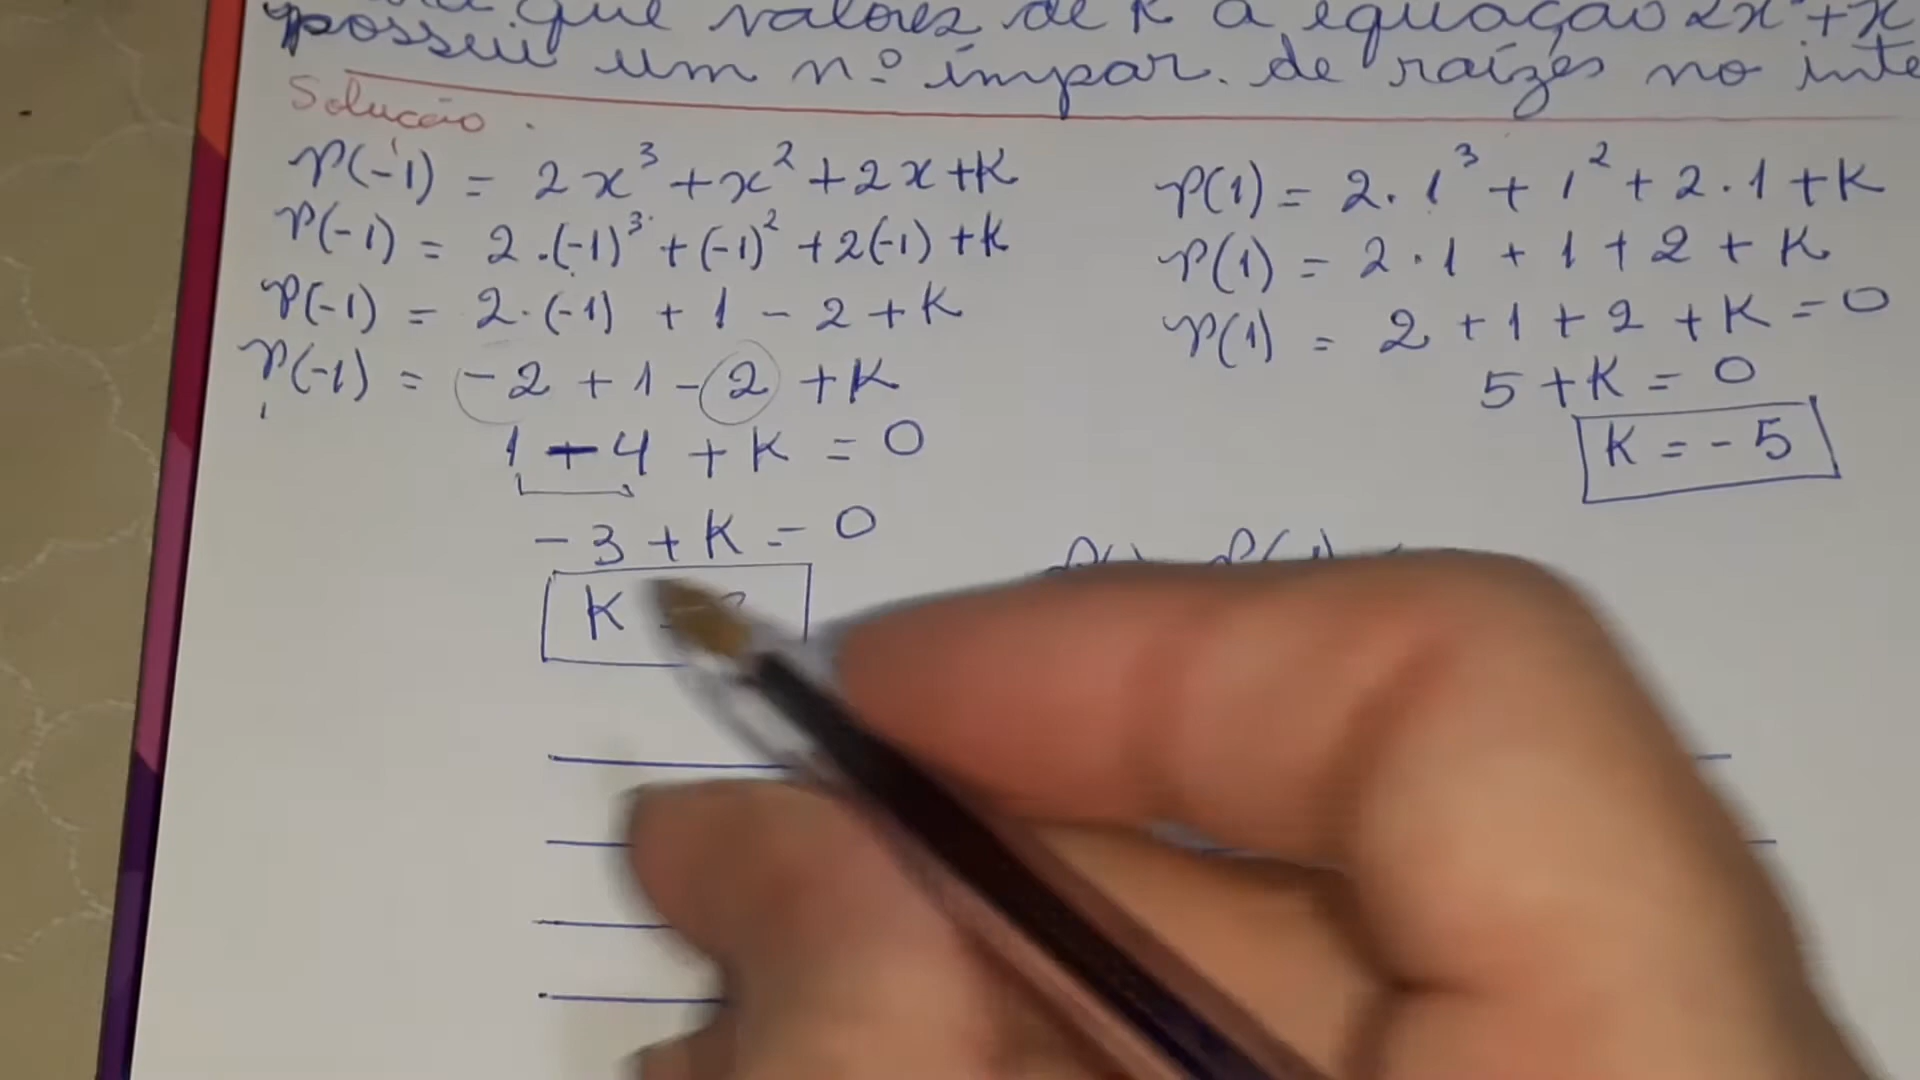 que valores de K a equação 2x³+x
possui um nº ímpar. de raízes no inte
Solução.
P(-1) = 2x³+x²+2x+K
P(-1) = 2.(-1)³+(-1)²+2(-1)+K
P(-1) = 2.(-1) + 1 - 2 + K
P(-1) = -2 + 1 - 2 + K
1 - 4 + K = 0
-3 + K = 0
K
P(1) = 2.1³ + 1² + 2.1 + K
P(1) = 2.1 + 1 + 2 + K
P(1) = 2 + 1 + 2 + K = 0
5 + K = 0
K = -5